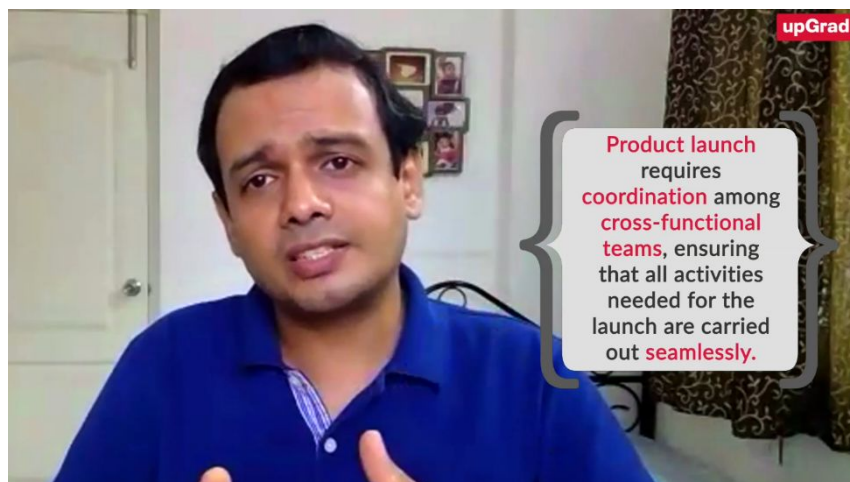 upGrad
Product launch
requires
coordination among
cross-functional
teams, ensuring
that all activities
needed for the
launch are carried
out seamlessly.